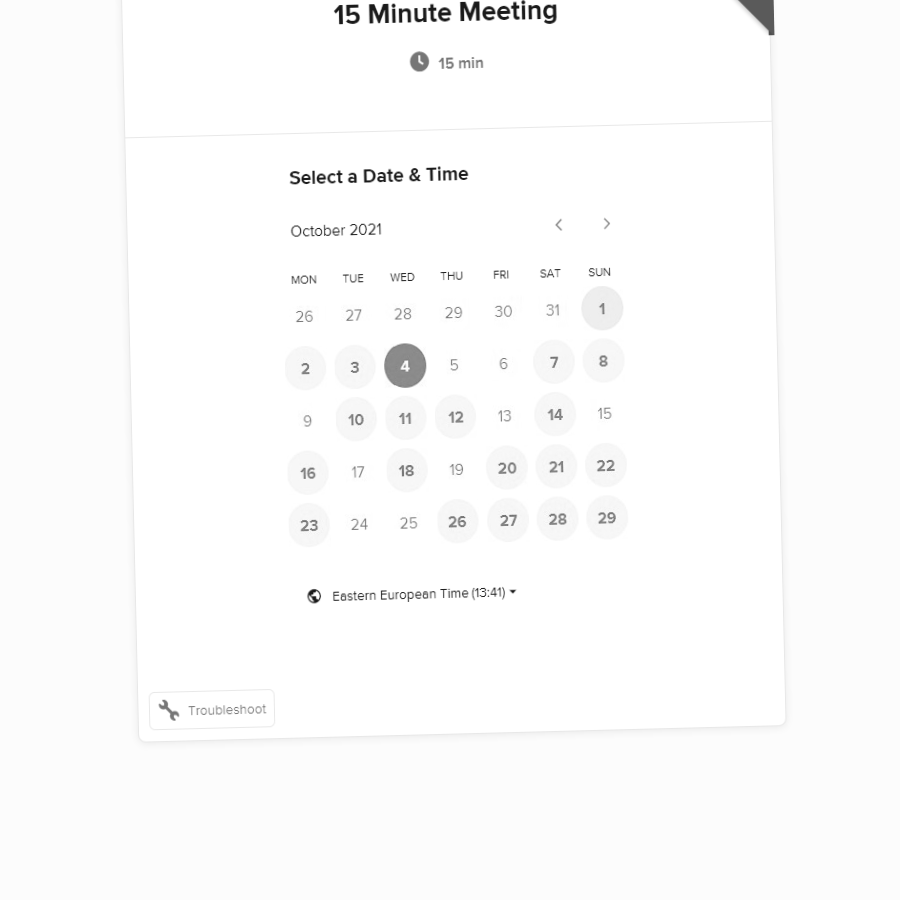 15 Minute Meeting
15 min
Select a Date & Time
October 2021
MON TUE WED THU FRI SAT SUN
26 27 28 29 30 31 1
2 3 4 5 6 7 8
9 10 11 12 13 14 15
16 17 18 19 20 21 22
23 24 25 26 27 28 29
Eastern European Time (13:41)
Troubleshoot